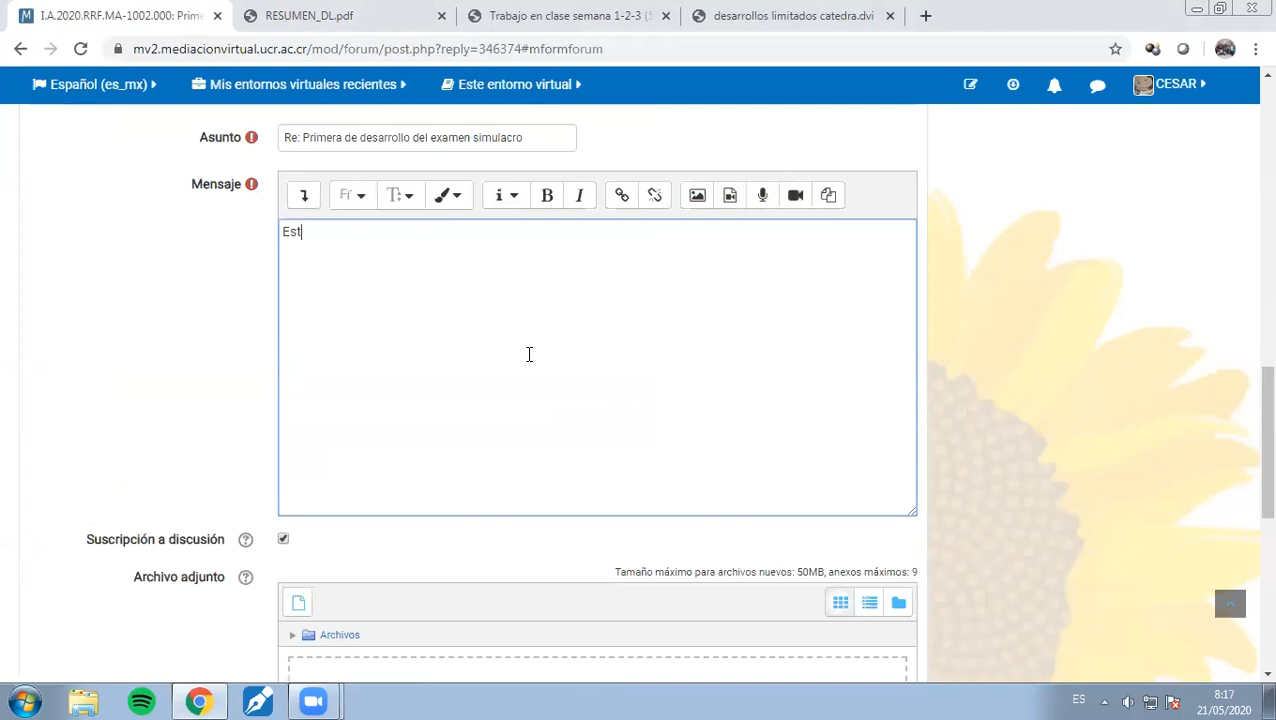 I.A.2020.RRF.MA-1002.000: Prime
RESUMEN_DL.pdf
Trabajo en clase semana 1-2-3 (5
desarrollos limitados catedra.dvi
mv2.mediacionvirtual.ucr.ac.cr/mod/forum/post.php?reply=346374#mformforum
Español (es_mx)
Mis entornos virtuales recientes
Este entorno virtual
CESAR
Asunto
Re: Primera de desarrollo del examen simulacro
Mensaje
Est
Suscripción a discusión
Archivo adjunto
Tamaño máximo para archivos nuevos: 50MB, anexos máximos: 9
Archivos
ES
8:17
21/05/2020